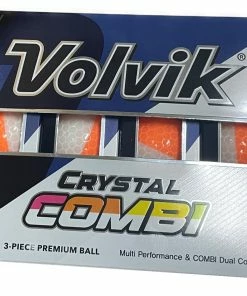 Volvik®
CRYSTAL
COMBI
3-PIECE PREMIUM BALL
Multi Performance & COMBI Dual Co